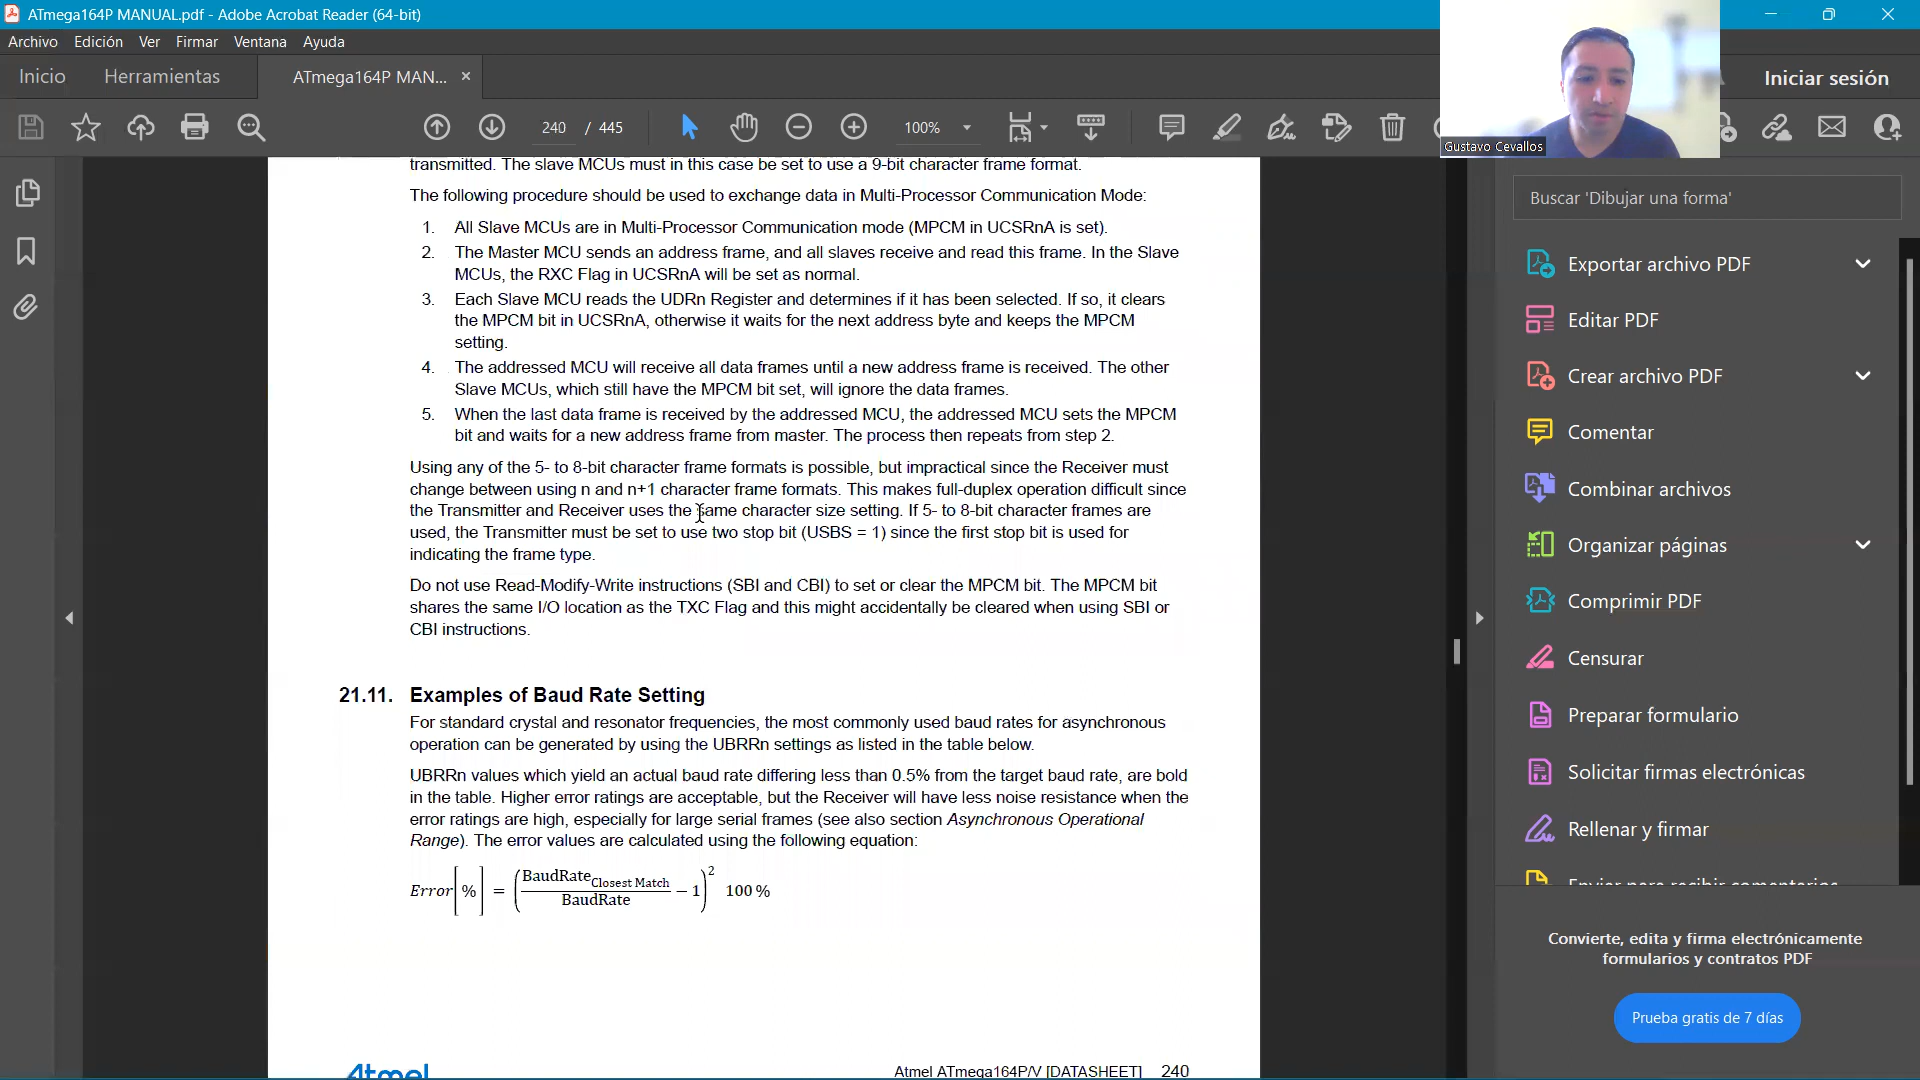 ATmega164P MANUAL.pdf - Adobe Acrobat Reader (64-bit)
Archivo Edición Ver Firmar Ventana Ayuda
Inicio Herramientas ATmega164P MAN... × Iniciar sesión
240 / 445 100%
Gustavo Cevallos
transmitted. The slave MCUs must in this case be set to use a 9-bit character frame format.
The following procedure should be used to exchange data in Multi-Processor Communication Mode:
1. All Slave MCUs are in Multi-Processor Communication mode (MPCM in UCSRnA is set).
2. The Master MCU sends an address frame, and all slaves receive and read this frame. In the Slave
MCUs, the RXC Flag in UCSRnA will be set as normal.
3. Each Slave MCU reads the UDRn Register and determines if it has been selected. If so, it clears
the MPCM bit in UCSRnA, otherwise it waits for the next address byte and keeps the MPCM
setting.
4. The addressed MCU will receive all data frames until a new address frame is received. The other
Slave MCUs, which still have the MPCM bit set, will ignore the data frames.
5. When the last data frame is received by the addressed MCU, the addressed MCU sets the MPCM
bit and waits for a new address frame from master. The process then repeats from step 2.
Using any of the 5- to 8-bit character frame formats is possible, but impractical since the Receiver must
change between using n and n+1 character frame formats. This makes full-duplex operation difficult since
the Transmitter and Receiver uses the same character size setting. If 5- to 8-bit character frames are
used, the Transmitter must be set to use two stop bit (USBS = 1) since the first stop bit is used for
indicating the frame type.
Do not use Read-Modify-Write instructions (SBI and CBI) to set or clear the MPCM bit. The MPCM bit
shares the same I/O location as the TXC Flag and this might accidentally be cleared when using SBI or
CBI instructions.
21.11. Examples of Baud Rate Setting
For standard crystal and resonator frequencies, the most commonly used baud rates for asynchronous
operation can be generated by using the UBRRn settings as listed in the table below.
UBRRn values which yield an actual baud rate differing less than 0.5% from the target baud rate, are bold
in the table. Higher error ratings are acceptable, but the Receiver will have less noise resistance when the
error ratings are high, especially for large serial frames (see also section Asynchronous Operational
Range). The error values are calculated using the following equation:
Error[%] = (BaudRate Closest Match / BaudRate − 1)² 100 %
Atmel
Atmel ATmega164P/V [DATASHEET] 240
Buscar 'Dibujar una forma'
Exportar archivo PDF
Editar PDF
Crear archivo PDF
Comentar
Combinar archivos
Organizar páginas
Comprimir PDF
Censurar
Preparar formulario
Solicitar firmas electrónicas
Rellenar y firmar
Enviar para recibir comentarios
Convierte, edita y firma electrónicamente
formularios y contratos PDF
Prueba gratis de 7 días